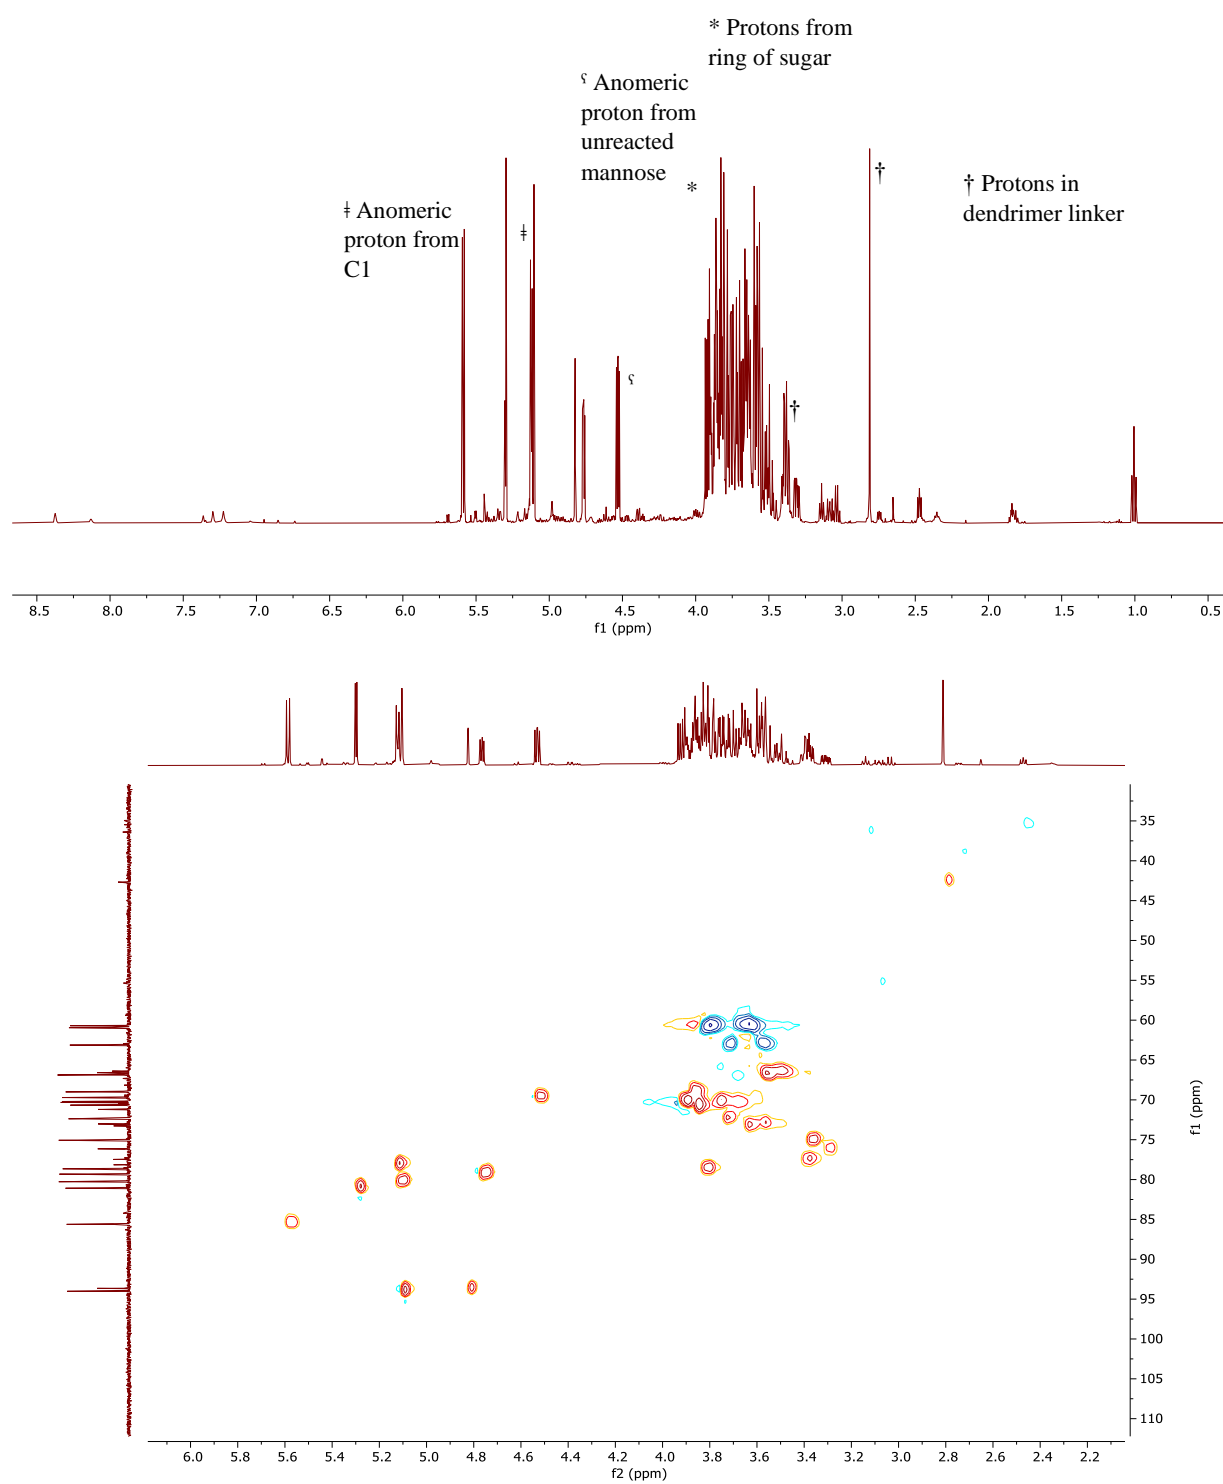 * Protons from
ring of sugar
ˁ Anomeric
proton from
unreacted
mannose
*
†
† Protons in
dendrimer linker
ǂ Anomeric
proton from
C1
ǂ
ˁ
†
8.5 8.0 7.5 7.0 6.5 6.0 5.5 5.0 4.5 4.0 3.5 3.0 2.5 2.0 1.5 1.0 0.5
f1 (ppm)
35
40
45
50
55
60
65
70
75
80
85
90
95
100
105
110
f1 (ppm)
6.0 5.8 5.6 5.4 5.2 5.0 4.8 4.6 4.4 4.2 4.0 3.8 3.6 3.4 3.2 3.0 2.8 2.6 2.4 2.2
f2 (ppm)